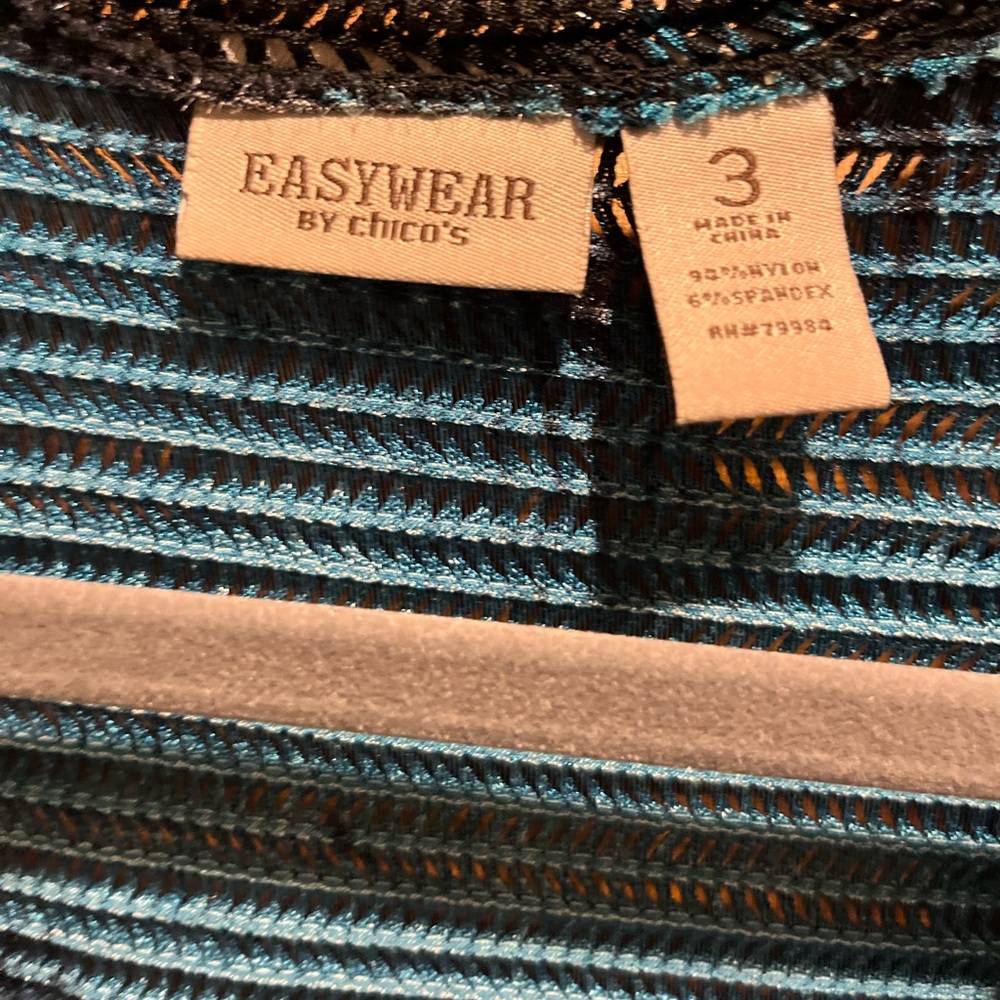 EASYWEAR
BY chico's
3
MADE IN
CHINA
94% NYLON
6% SPANDEX
RN#79984